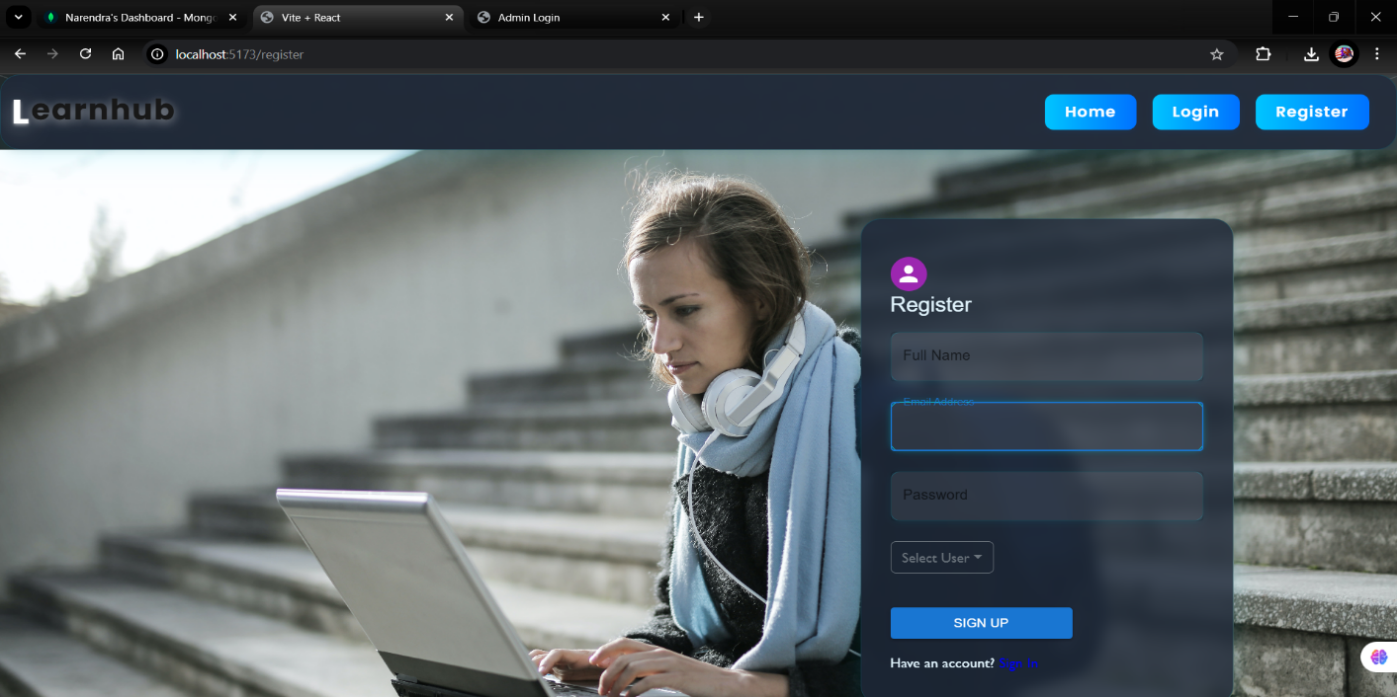 Narendra's Dashboard - Mong
Vite + React
Admin Login
localhost:5173/register
Learnhub
Home
Login
Register
Register
Full Name
Email Address
Password
Select User
SIGN UP
Have an account? Sign In